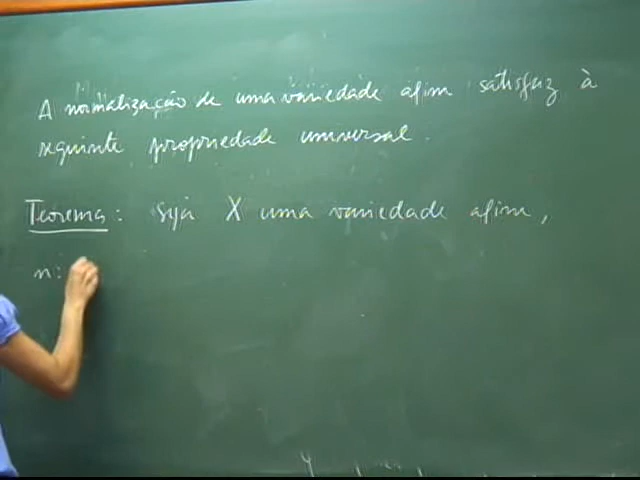 A normalização de uma variedade afim satisfaz à
seguinte propriedade universal.
Teorema: Seja X uma variedade afim,
n: